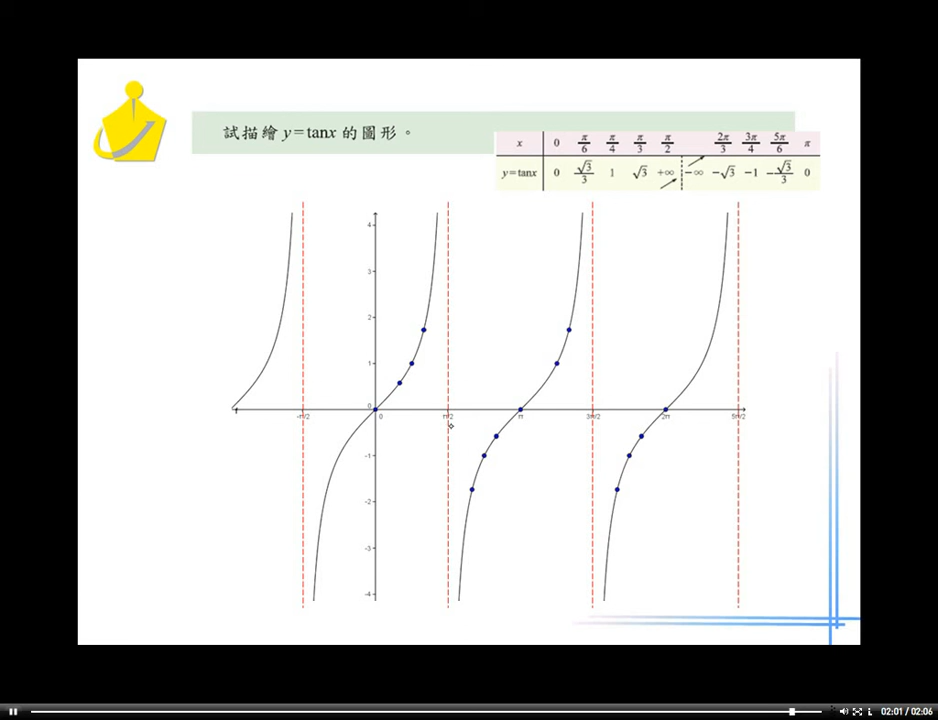 試描繪 y=tanx 的圖形。
x 0 π/6 π/4 π/3 π/2 2π/3 3π/4 5π/6 π
y=tanx 0 √3/3 1 √3 +∞ -∞ -√3 -1 -√3/3 0
4
3
2
1
0
-π/2 0 π/2 π 3π/2 2π 5π/2
-1
-2
-3
-4
02:01 / 02:06